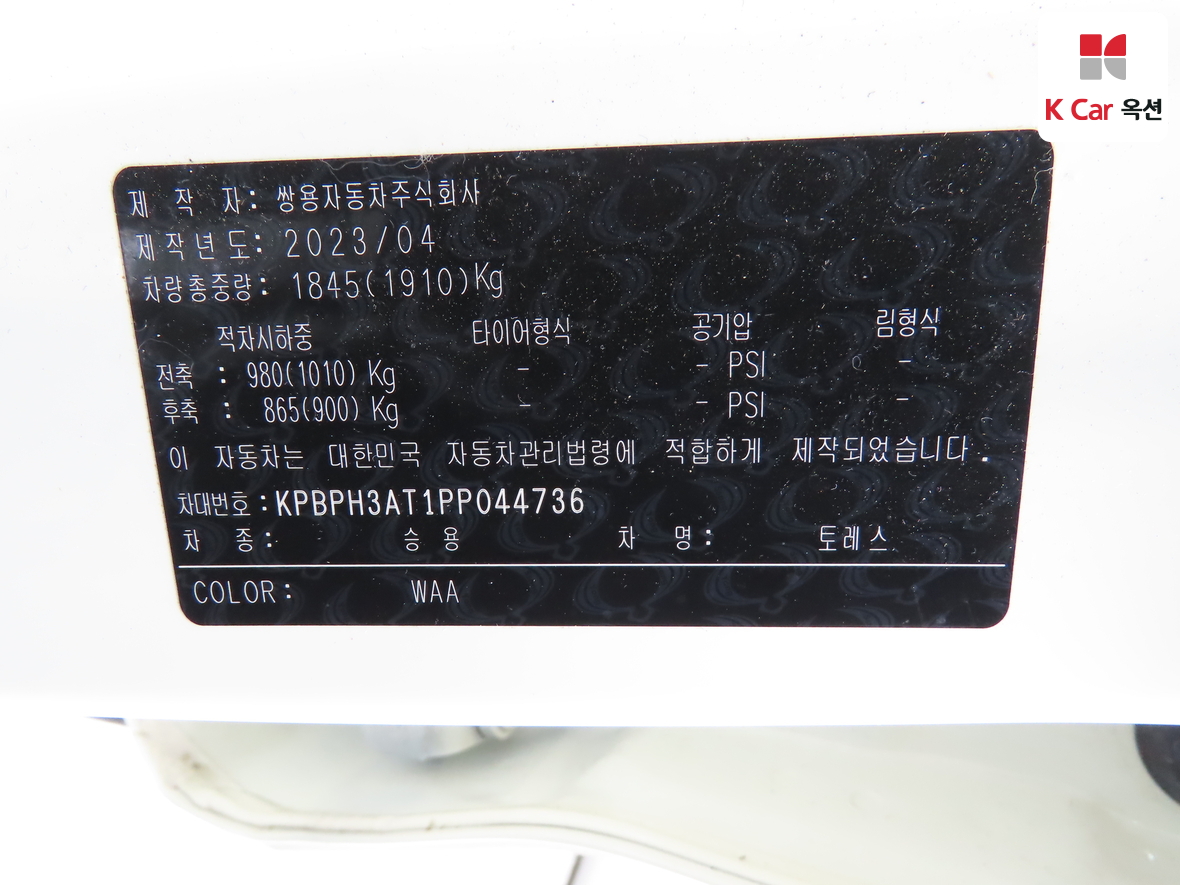 K Car 옥션
제 작 자: 쌍용자동차주식회사
제작년도: 2023/04
차량총중량: 1845(1910)Kg
적차시하중 타이어형식 공기압 림형식
전축 : 980(1010) Kg - - PSI -
후축 : 865(900) Kg - - PSI -
이 자동차는 대한민국 자동차관리법령에 적합하게 제작되었습니다.
차대번호:KPBPH3AT1PP044736
차 종: 승용 차 명: 토레스
COLOR: WAA